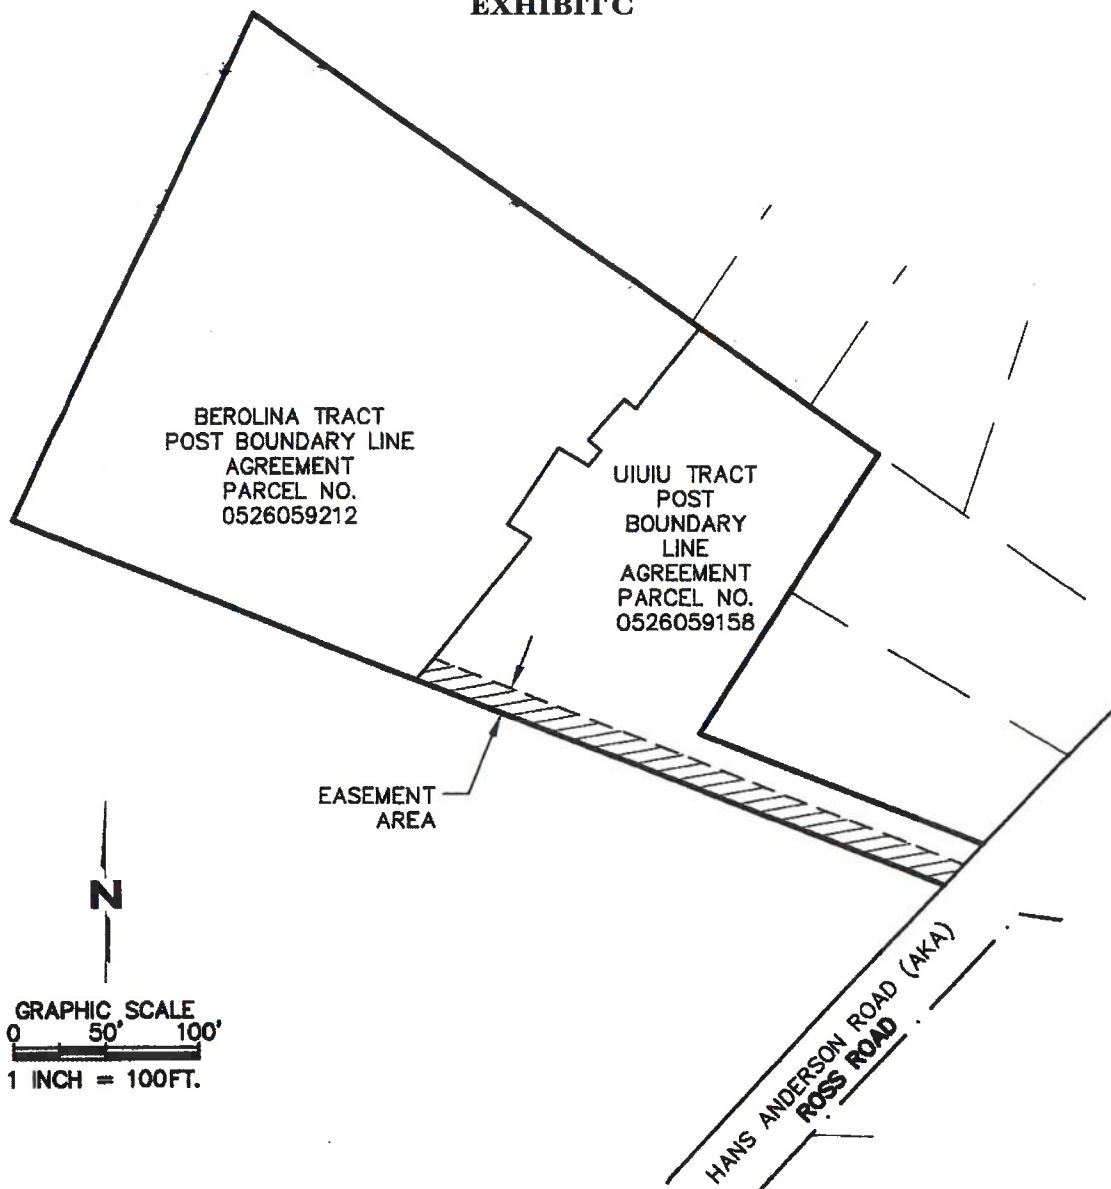 EXHIBIT C
BEROLINA TRACT
POST BOUNDARY LINE
AGREEMENT
PARCEL NO.
0526059212
UIUIU TRACT
POST
BOUNDARY
LINE
AGREEMENT
PARCEL NO.
0526059158
EASEMENT
AREA
N
GRAPHIC SCALE
0 50' 100'
1 INCH = 100FT.
HANS ANDERSON ROAD (AKA)
ROSS ROAD